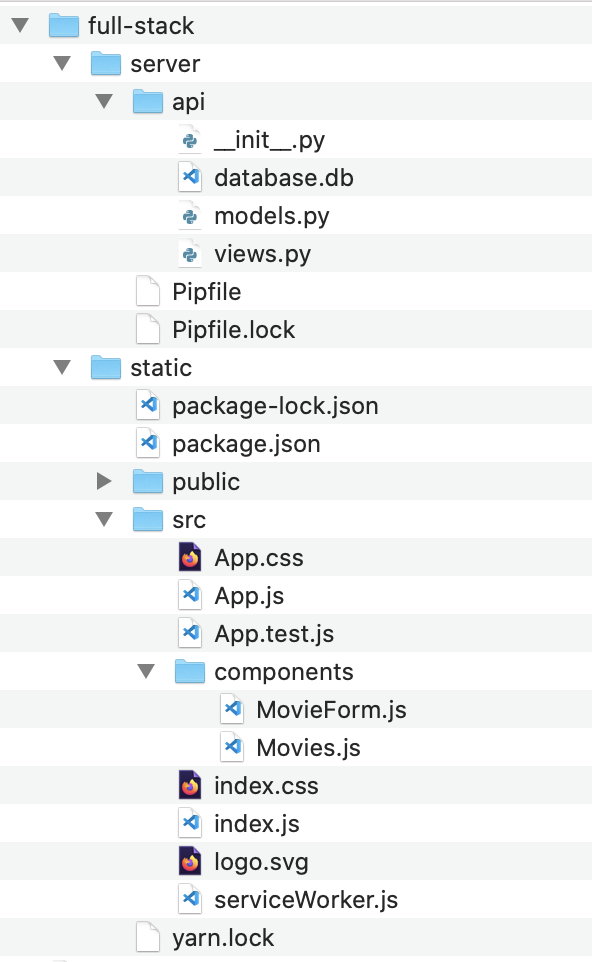 full-stack
server
api
__init__.py
database.db
models.py
views.py
Pipfile
Pipfile.lock
static
package-lock.json
package.json
public
src
App.css
App.js
App.test.js
components
MovieForm.js
Movies.js
index.css
index.js
logo.svg
serviceWorker.js
yarn.lock